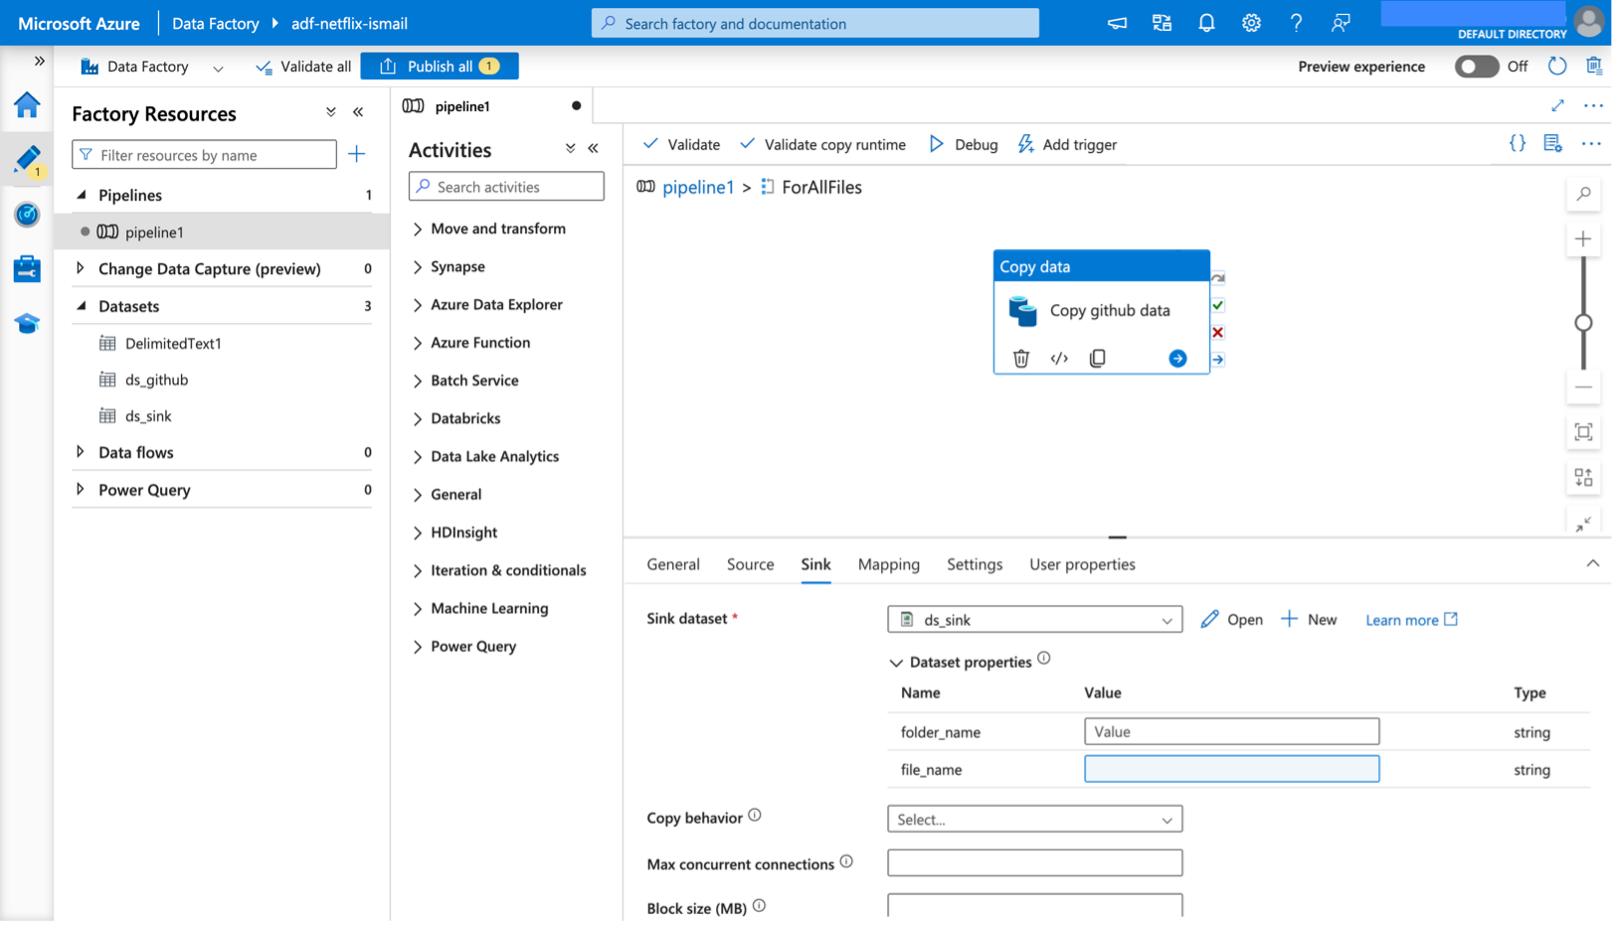 Microsoft Azure Data Factory adf-netflix-ismail Search factory and documentation
DEFAULT DIRECTORY
Data Factory Validate all Publish all 1 Preview experience Off
Factory Resources
Filter resources by name
1
Pipelines 1
pipeline1
Change Data Capture (preview) 0
Datasets 3
DelimitedText1
ds_github
ds_sink
Data flows 0
Power Query 0
pipeline1
Activities
Search activities
Move and transform
Synapse
Azure Data Explorer
Azure Function
Batch Service
Databricks
Data Lake Analytics
General
HDInsight
Iteration & conditionals
Machine Learning
Power Query
Validate Validate copy runtime Debug Add trigger
pipeline1 > ForAllFiles
Copy data
Copy github data
General Source Sink Mapping Settings User properties
Sink dataset * ds_sink Open New Learn more
Dataset properties
Name Value Type
folder_name Value string
file_name string
Copy behavior Select...
Max concurrent connections
Block size (MB)